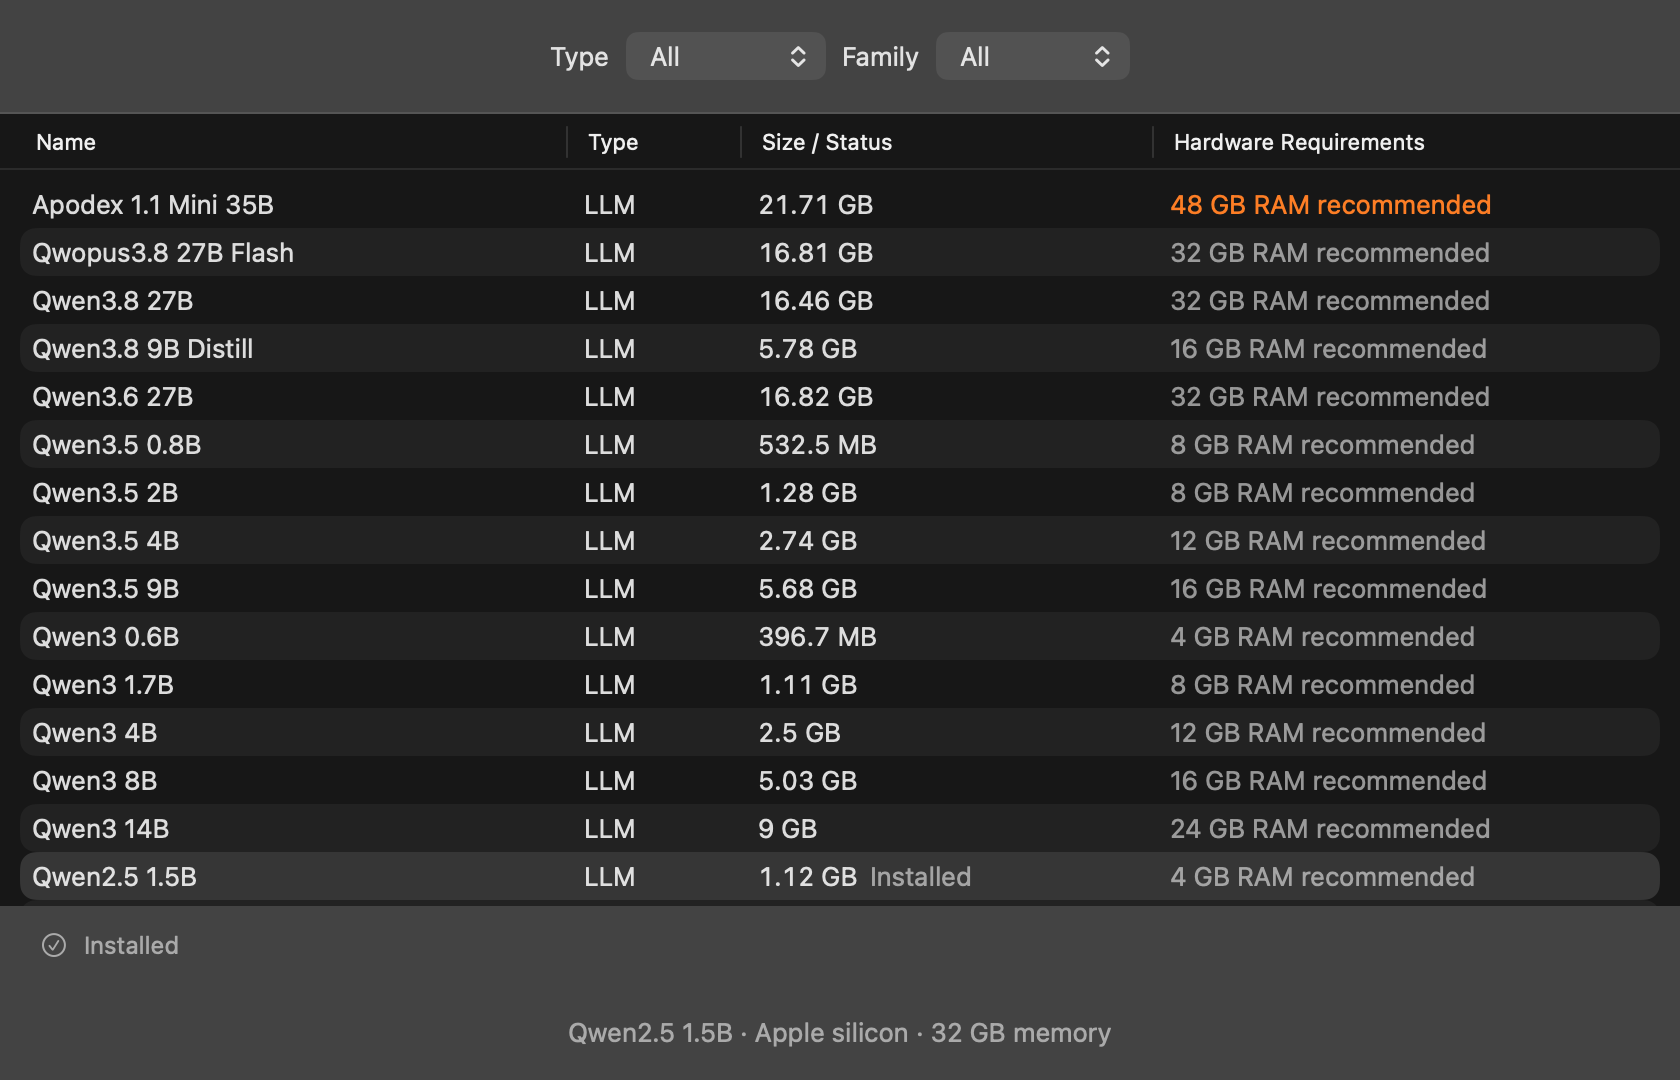 Type All Family All
Name Type Size / Status Hardware Requirements
Apodex 1.1 Mini 35B LLM 21.71 GB 48 GB RAM recommended
Qwopus3.8 27B Flash LLM 16.81 GB 32 GB RAM recommended
Qwen3.8 27B LLM 16.46 GB 32 GB RAM recommended
Qwen3.8 9B Distill LLM 5.78 GB 16 GB RAM recommended
Qwen3.6 27B LLM 16.82 GB 32 GB RAM recommended
Qwen3.5 0.8B LLM 532.5 MB 8 GB RAM recommended
Qwen3.5 2B LLM 1.28 GB 8 GB RAM recommended
Qwen3.5 4B LLM 2.74 GB 12 GB RAM recommended
Qwen3.5 9B LLM 5.68 GB 16 GB RAM recommended
Qwen3 0.6B LLM 396.7 MB 4 GB RAM recommended
Qwen3 1.7B LLM 1.11 GB 8 GB RAM recommended
Qwen3 4B LLM 2.5 GB 12 GB RAM recommended
Qwen3 8B LLM 5.03 GB 16 GB RAM recommended
Qwen3 14B LLM 9 GB 24 GB RAM recommended
Qwen2.5 1.5B LLM 1.12 GB Installed 4 GB RAM recommended
Installed
Qwen2.5 1.5B · Apple silicon · 32 GB memory